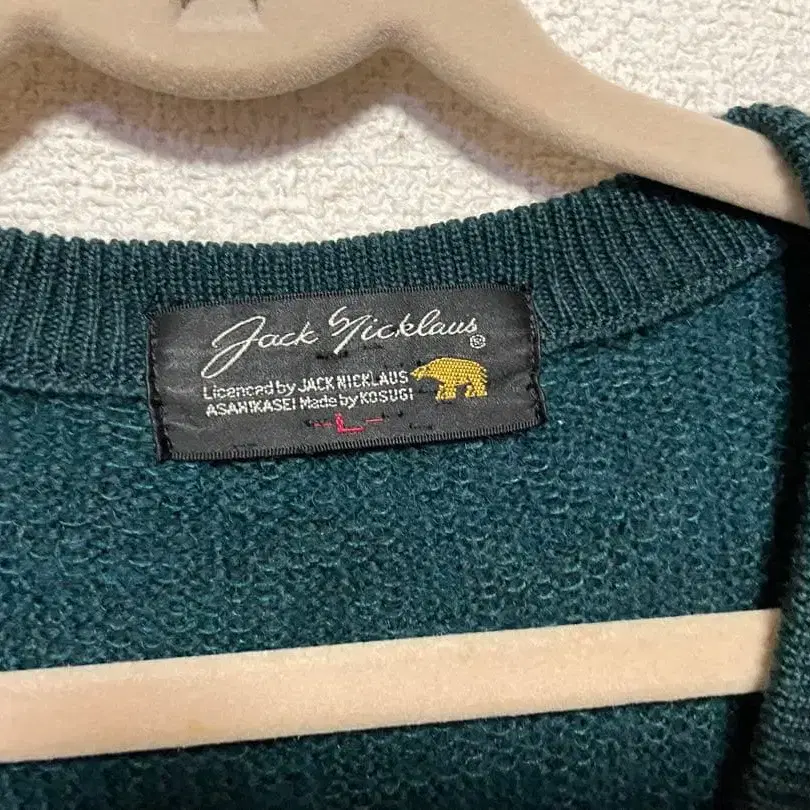 Jack Nicklaus®
Licenced by JACK NICKLAUS
ASAHIKASEI Made by KOSUGI
-L-